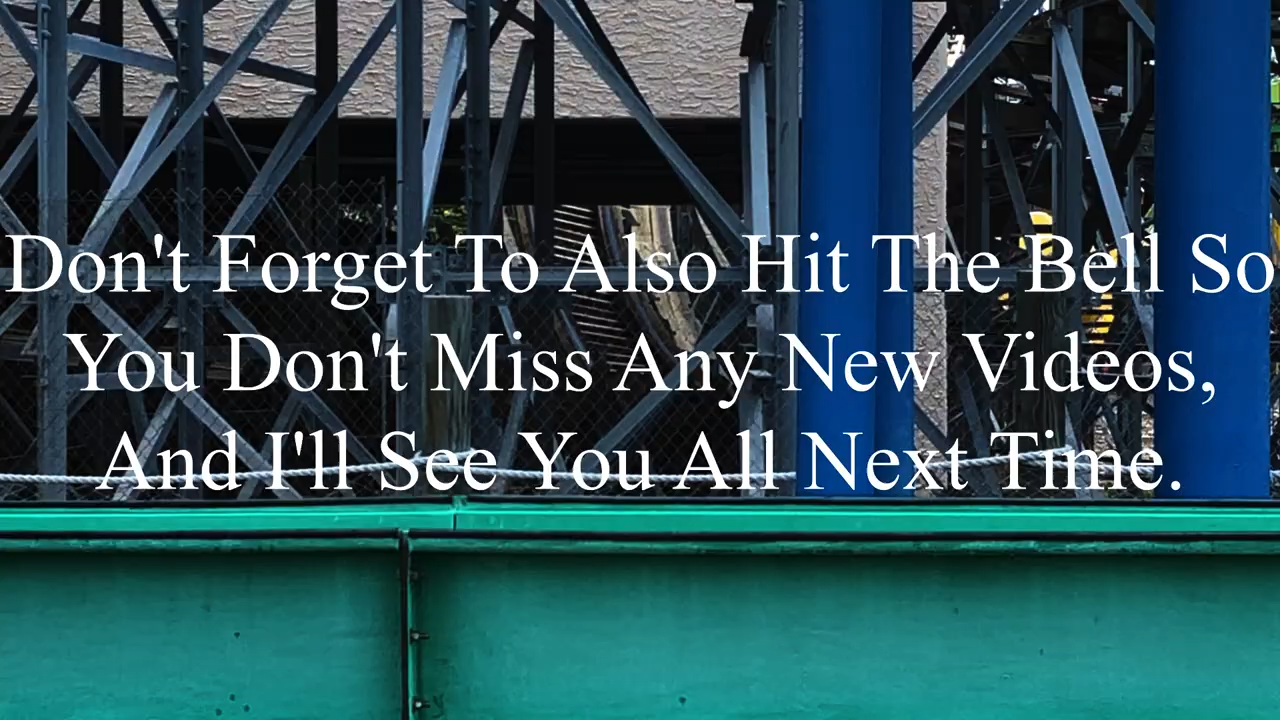 Don't Forget To Also Hit The Bell So
You Don't Miss Any New Videos,
And I'll See You All Next Time.